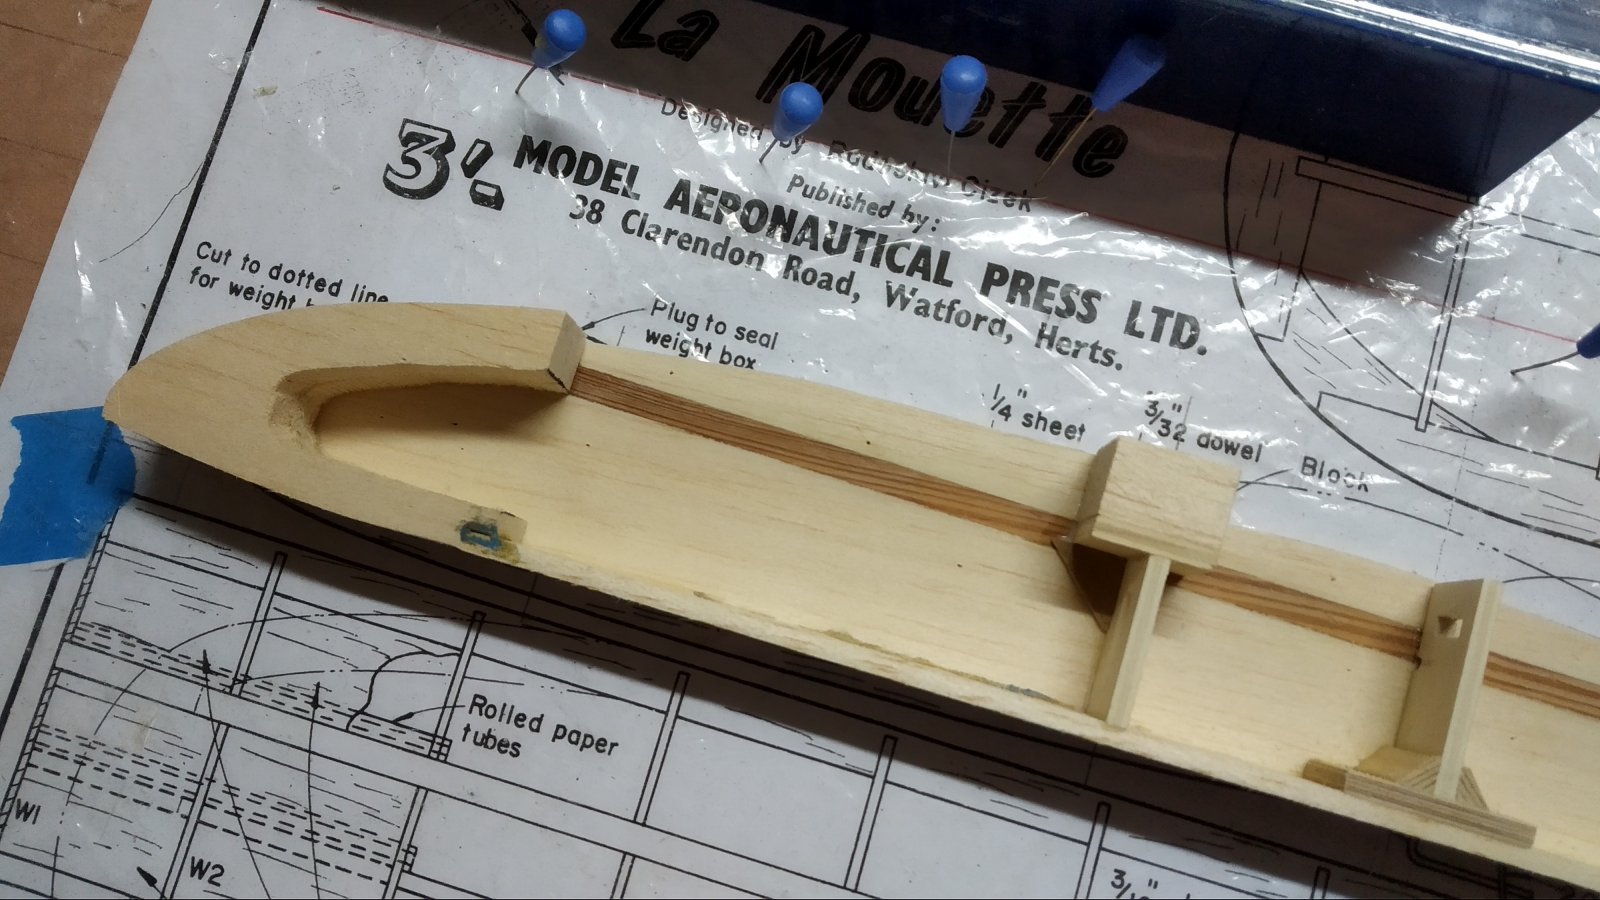 La Mouette
Designed by Cizek
Published by:
3/- MODEL AERONAUTICAL PRESS LTD.
38 Clarendon Road, Watford, Herts.
Cut to dotted line
for weight
Plug to seal
weight box
1/4" sheet
3/32" dowel
Block
Rolled paper
tubes
W1
W2